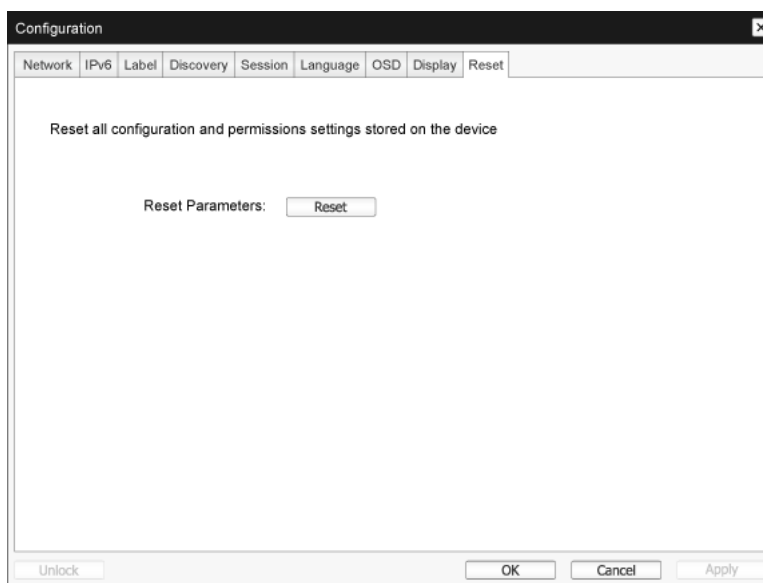 Configuration
Network IPv6 Label Discovery Session Language OSD Display Reset
Reset all configuration and permissions settings stored on the device
Reset Parameters: Reset
Unlock OK Cancel Apply